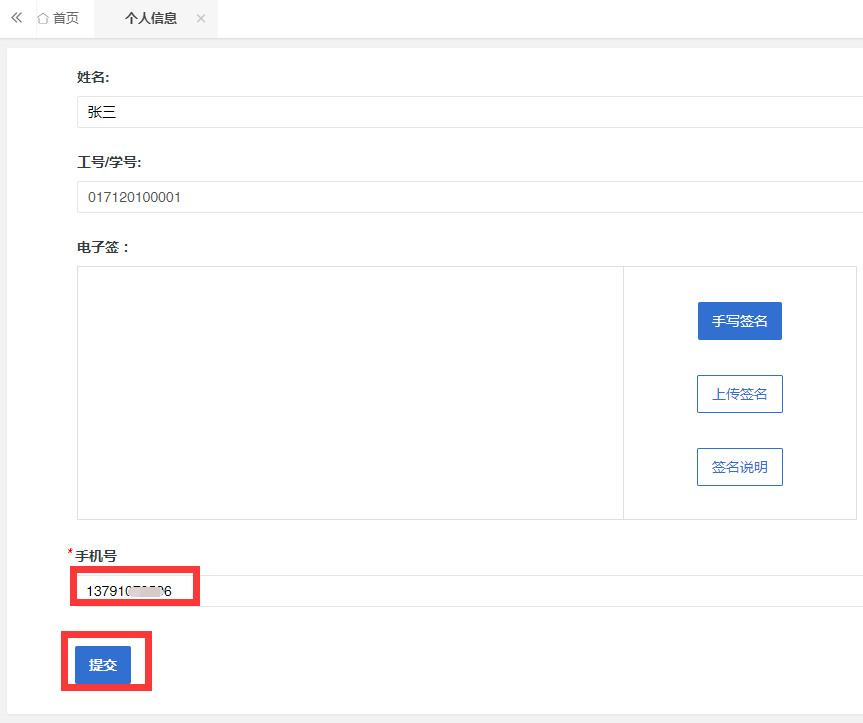 首页 个人信息
姓名:
张三
工号/学号:
017120100001
电子签：
手写签名
上传签名
签名说明
*手机号
提交